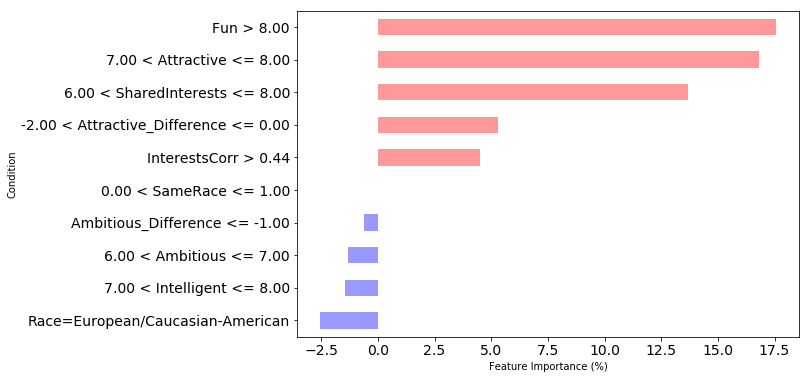 Fun > 8.00
7.00 < Attractive <= 8.00
6.00 < SharedInterests <= 8.00
-2.00 < Attractive_Difference <= 0.00
InterestsCorr > 0.44
0.00 < SameRace <= 1.00
Ambitious_Difference <= -1.00
6.00 < Ambitious <= 7.00
7.00 < Intelligent <= 8.00
Race=European/Caucasian-American
Condition
−2.5 0.0 2.5 5.0 7.5 10.0 12.5 15.0 17.5
Feature Importance (%)